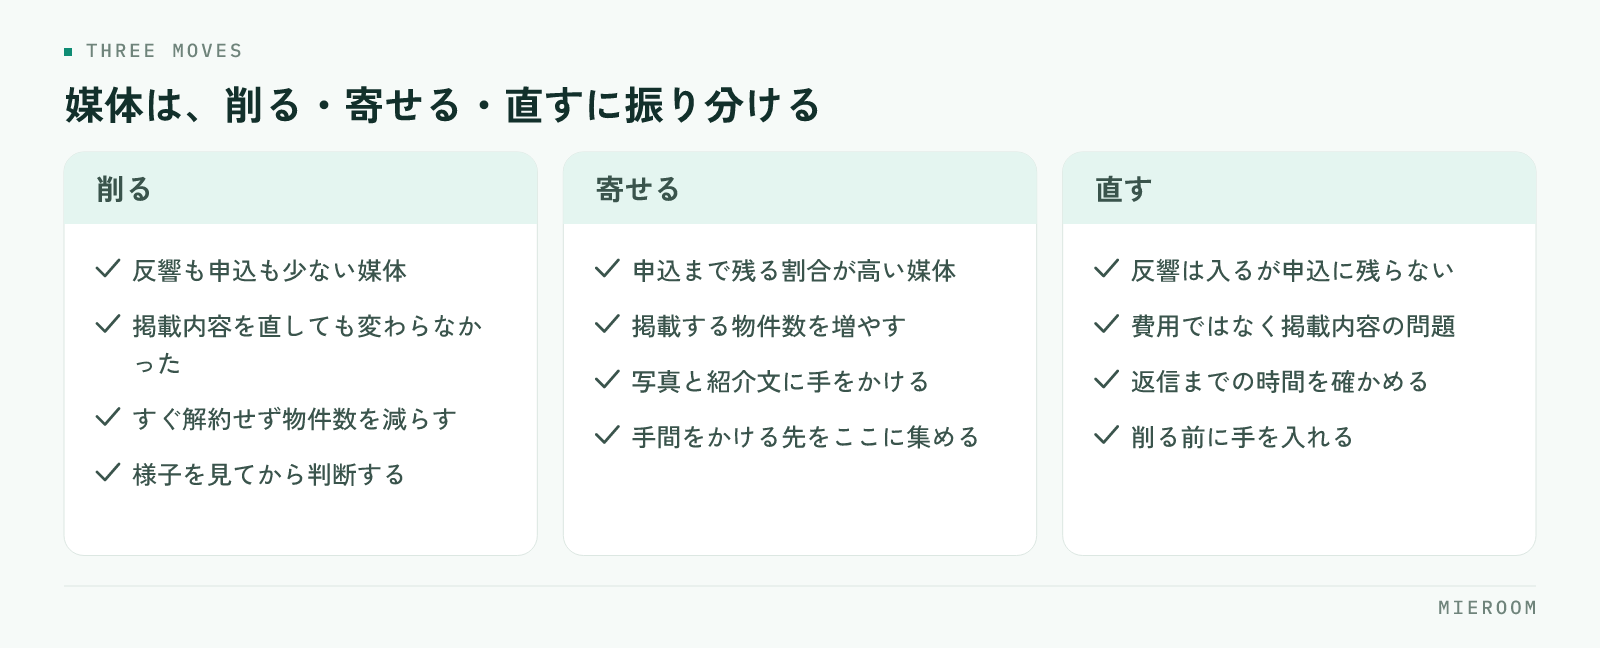 THREE MOVES
媒体は、削る・寄せる・直すに振り分ける
削る
反響も申込も少ない媒体
掲載内容を直しても変わらなか
った
すぐ解約せず物件数を減らす
様子を見てから判断する
寄せる
申込まで残る割合が高い媒体
掲載する物件数を増やす
写真と紹介文に手をかける
手間をかける先をここに集める
直す
反響は入るが申込に残らない
費用ではなく掲載内容の問題
返信までの時間を確かめる
削る前に手を入れる
MIEROOM